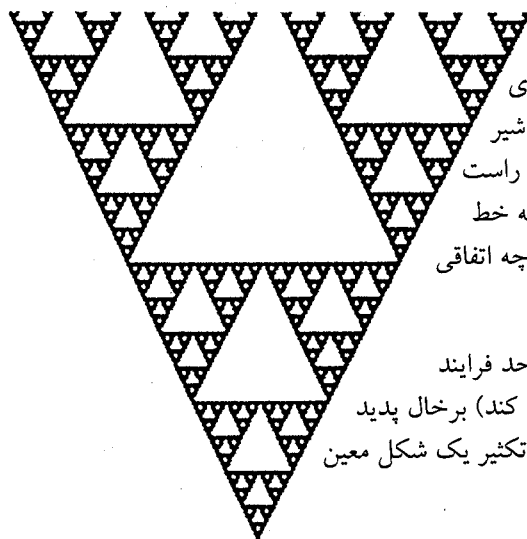 ی
شیر
راست
ه خط
چه اتفاقی
حد فرایند
کند) برخال پدید
تکثیر یک شکل معین